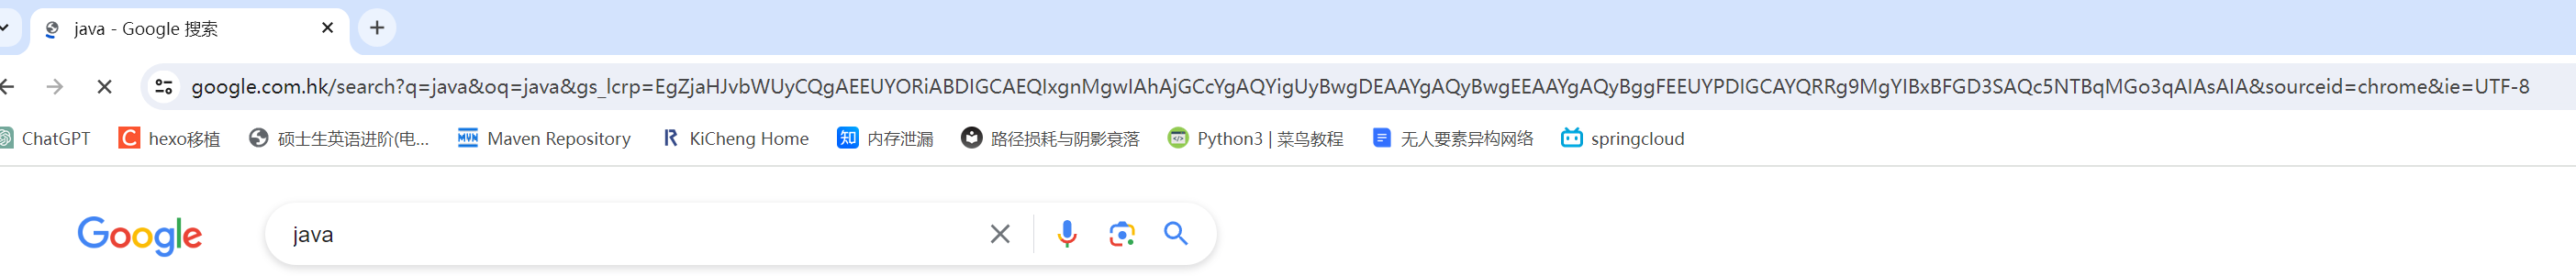 java - Google 搜索
google.com.hk/search?q=java&oq=java&gs_lcrp=EgZjaHJvbWUyCQgAEEUYORiABDIGCAEQIxgnMgwIAhAjGCcYgAQYigUyBwgDEAAYgAQyBwgEEAAYgAQyBggFEEUYPDIGCAYQRRg9MgYIBxBFGD3SAQc5NTBqMGo3qAIAsAIA&sourceid=chrome&ie=UTF-8
ChatGPT hexo移植 硕士生英语进阶(电... MVN Maven Repository KiCheng Home 知 内存泄漏 路径损耗与阴影衰落 Python3 | 菜鸟教程 无人要素异构网络 springcloud
Google java